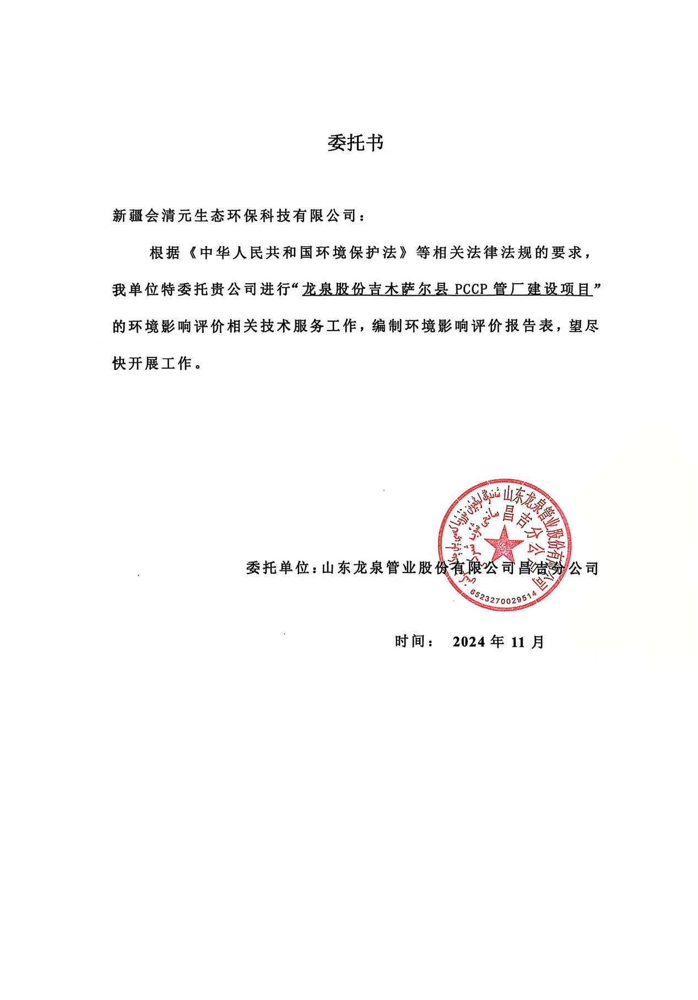 委托书
新疆会清元生态环保科技有限公司：
根据《中华人民共和国环境保护法》等相关法律法规的要求，
我单位特委托贵公司进行“龙泉股份吉木萨尔县 PCCP 管厂建设项目”
的环境影响评价相关技术服务工作，编制环境影响评价报告表，望尽
快开展工作。
山东龙泉管业股份有限公司
昌吉分公司
委托单位：山东龙泉管业股份有限公司昌吉分公司
6523270029514
时间： 2024 年 11 月